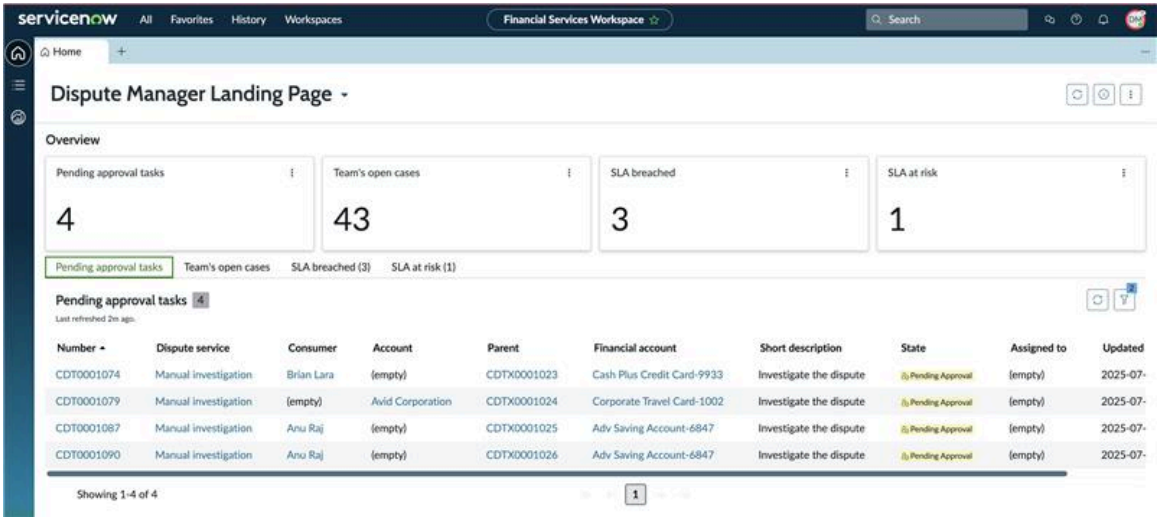 servicenow All Favorites History Workspaces Financial Services Workspace Search DM
Home
Dispute Manager Landing Page
Overview
Pending approval tasks Team's open cases SLA breached SLA at risk
4 43 3 1
Pending approval tasks Team's open cases SLA breached (3) SLA at risk (1)
Pending approval tasks 4
2
Last refreshed 2m ago.
Number Dispute service Consumer Account Parent Financial account Short description State Assigned to Updated
CDT0001074 Manual investigation Brian Lara (empty) CDTX0001023 Cash Plus Credit Card-9933 Investigate the dispute Pending Approval (empty) 2025-07-
CDT0001079 Manual investigation (empty) Avid Corporation CDTX0001024 Corporate Travel Card-1002 Investigate the dispute Pending Approval (empty) 2025-07-
CDT0001087 Manual investigation Anu Raj (empty) CDTX0001025 Adv Saving Account-6847 Investigate the dispute Pending Approval (empty) 2025-07-
CDT0001090 Manual investigation Anu Raj (empty) CDTX0001026 Adv Saving Account-6847 Investigate the dispute Pending Approval (empty) 2025-07-
Showing 1-4 of 4 1